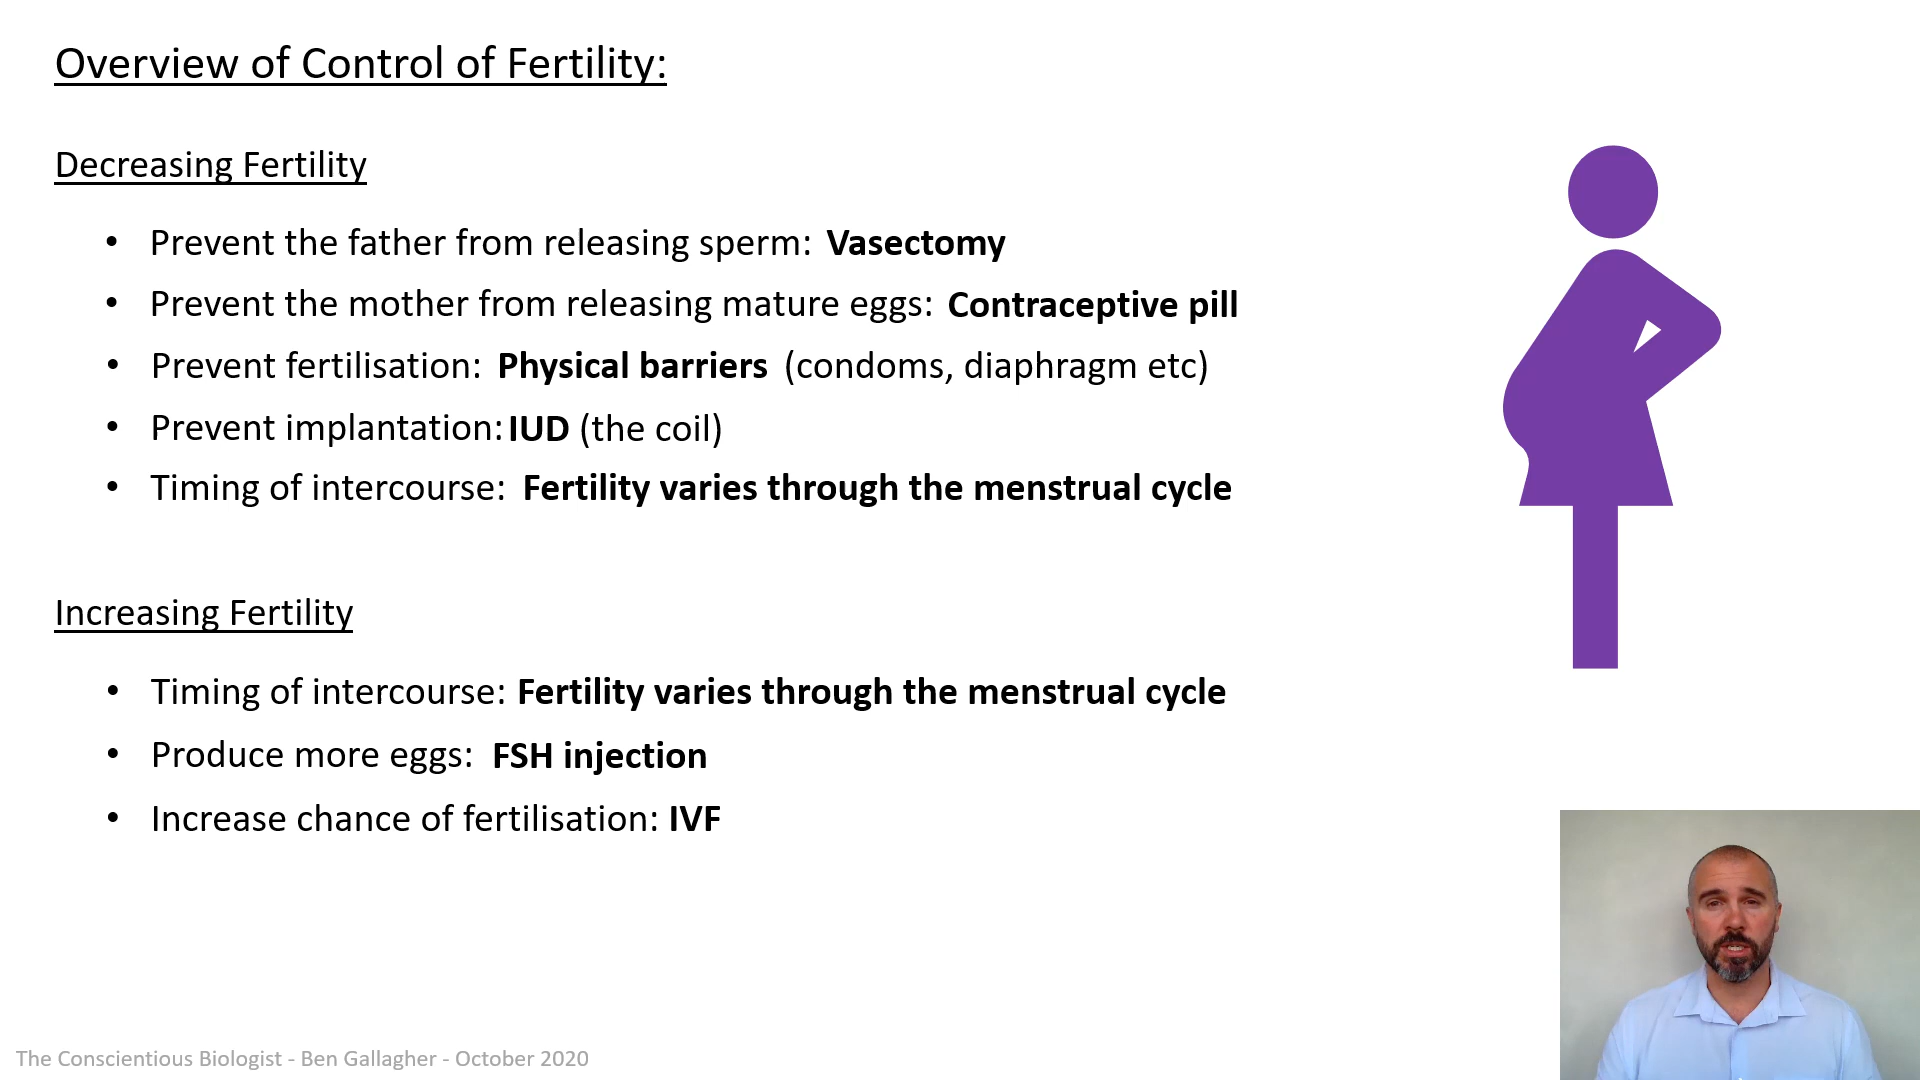 Overview of Control of Fertility:
Decreasing Fertility
• Prevent the father from releasing sperm: Vasectomy
• Prevent the mother from releasing mature eggs: Contraceptive pill
• Prevent fertilisation: Physical barriers (condoms, diaphragm etc)
• Prevent implantation: IUD (the coil)
• Timing of intercourse: Fertility varies through the menstrual cycle
Increasing Fertility
• Timing of intercourse: Fertility varies through the menstrual cycle
• Produce more eggs: FSH injection
• Increase chance of fertilisation: IVF
The Conscientious Biologist - Ben Gallagher - October 2020